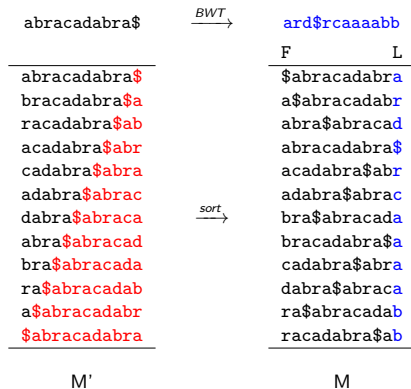 abracadabra$ BWT ⟶ ard$rcaaaabb
F L
abracadabra$ $abracadabra
bracadabra$a a$abracadabr
racadabra$ab abra$abracad
acadabra$abr abracadabra$
cadabra$abra acadabra$abr
adabra$abrac adabra$abrac
dabra$abraca sort ⟶ bra$abracada
abra$abracad bracadabra$a
bra$abracada cadabra$abra
ra$abracadab dabra$abraca
a$abracadabr ra$abracadab
$abracadabra racadabra$ab
M' M